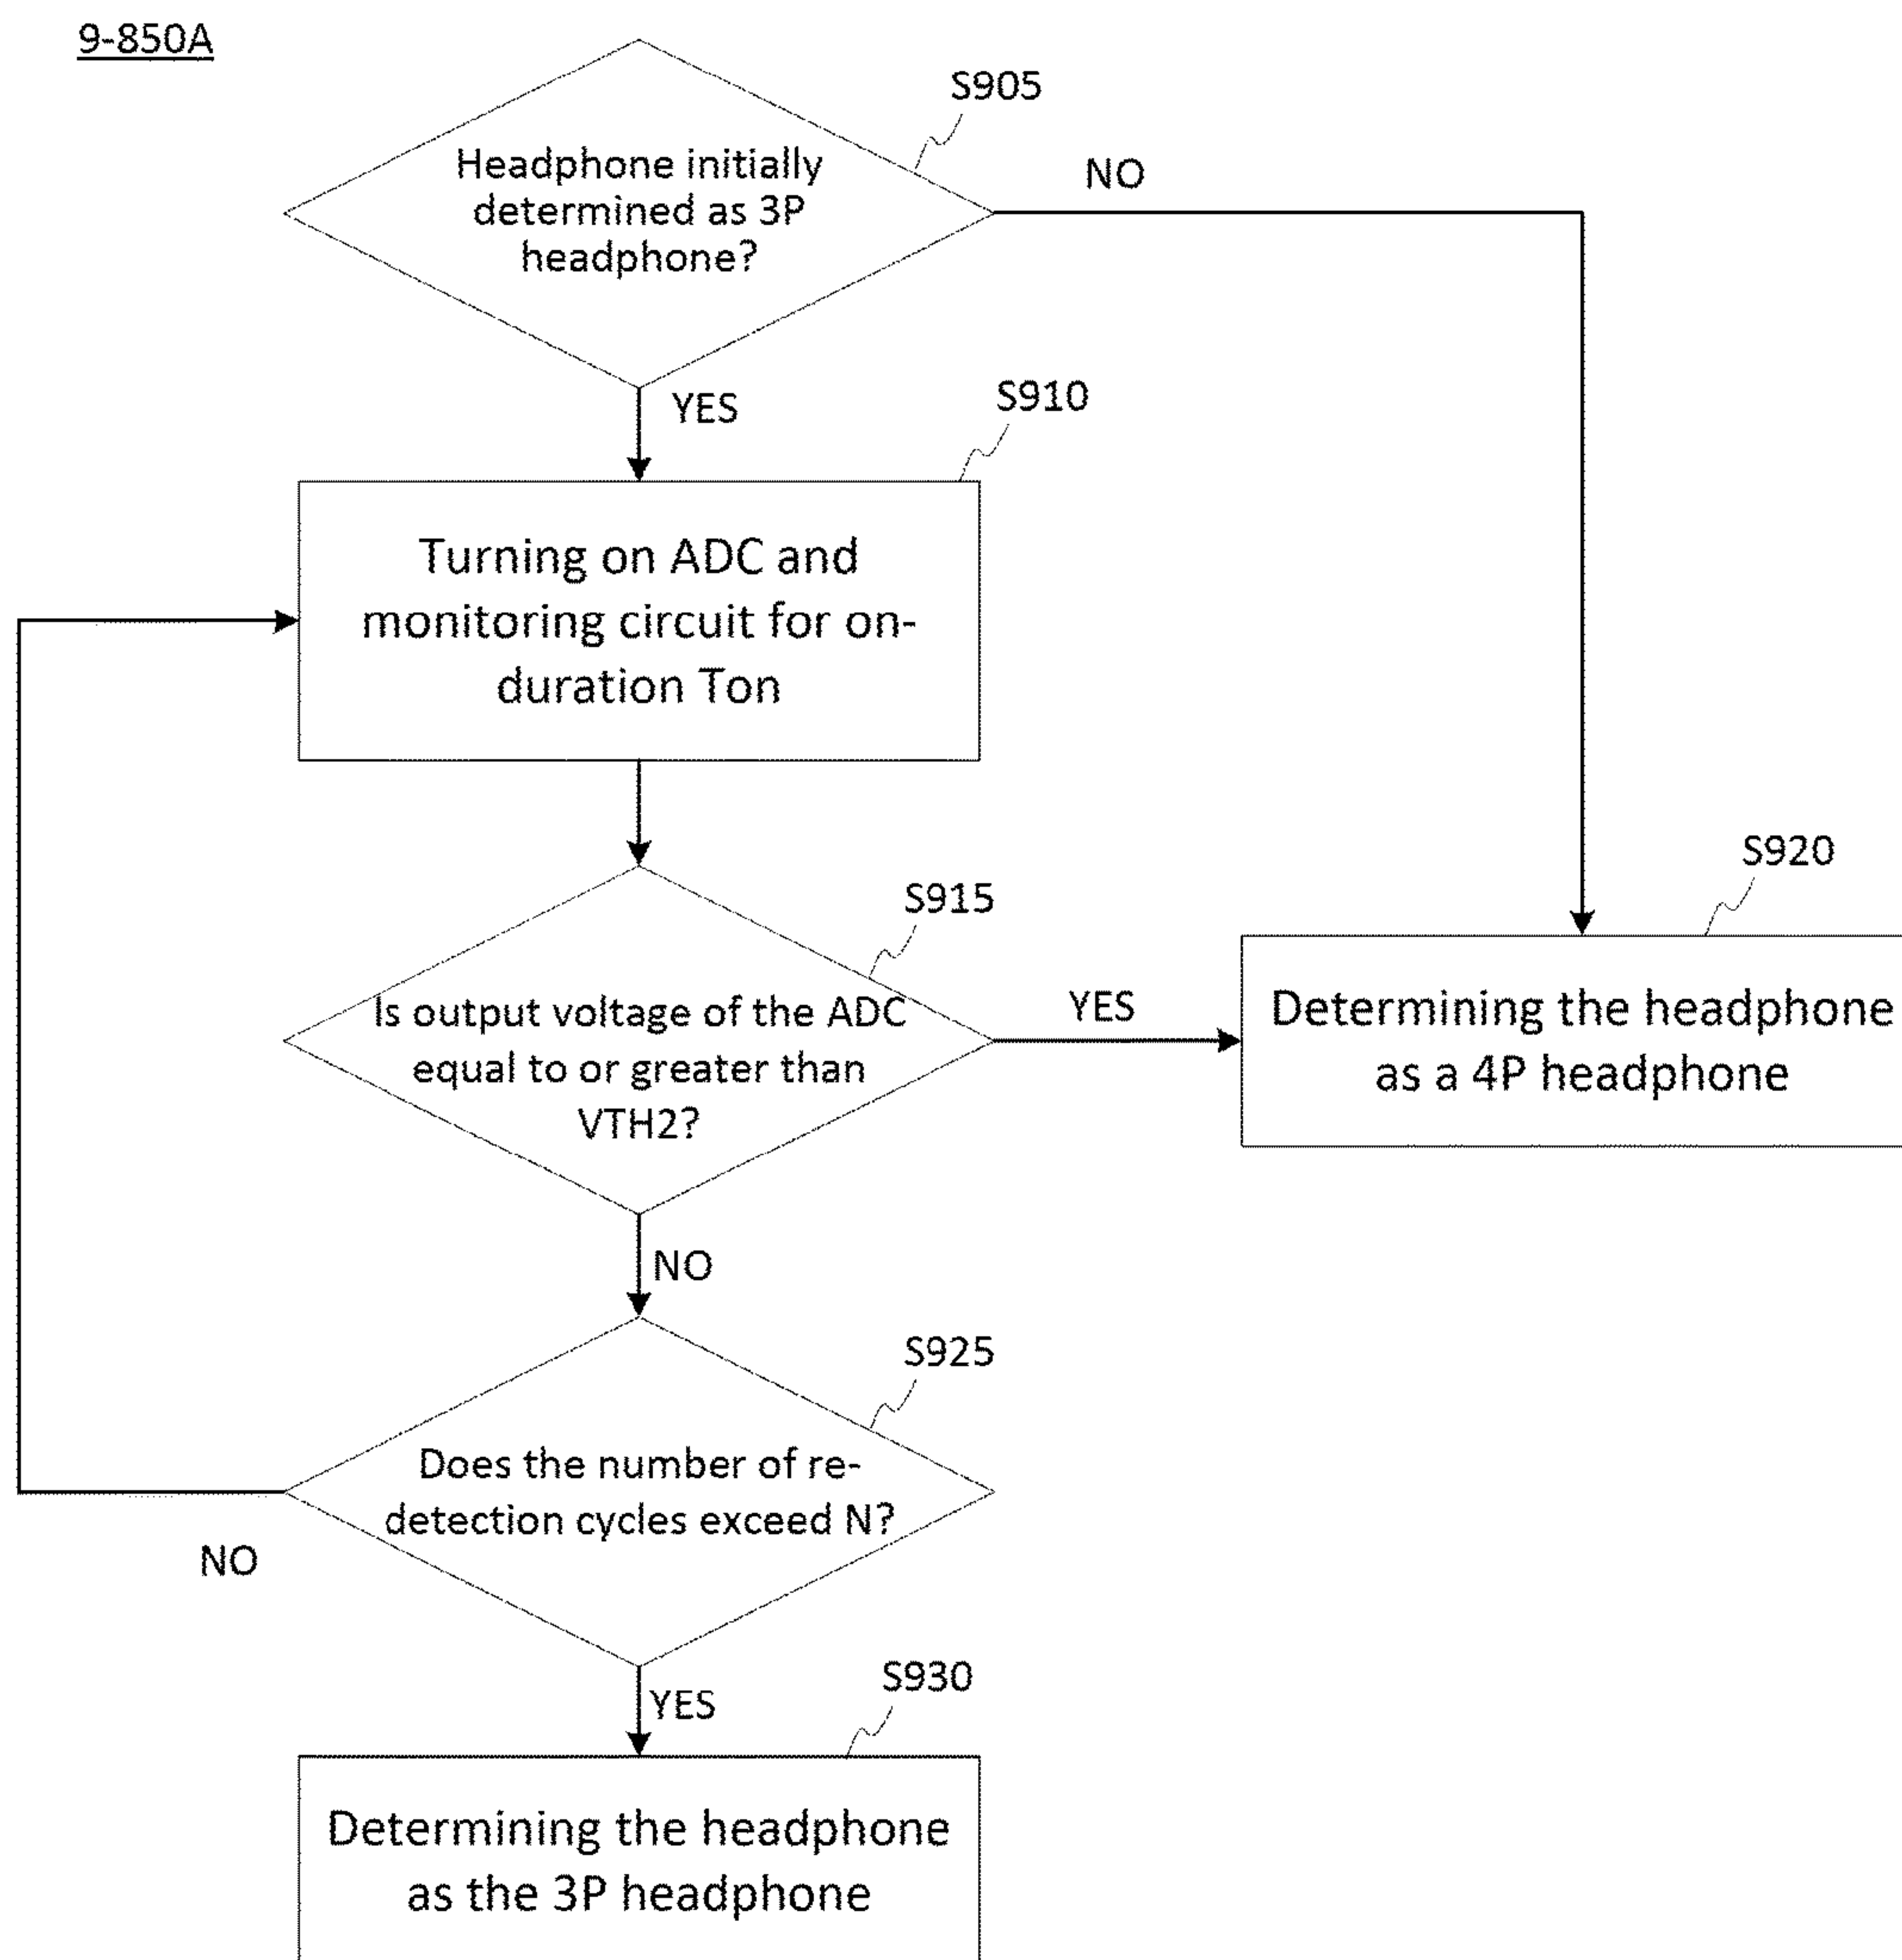 9-850A
S905
Headphone initially
determined as 3P
headphone?
NO
YES
S910
Turning on ADC and
monitoring circuit for on-
duration Ton
S915
Is output voltage of the ADC
equal to or greater than
VTH2?
YES
S920
Determining the headphone
as a 4P headphone
NO
S925
Does the number of re-
detection cycles exceed N?
NO
YES
S930
Determining the headphone
as the 3P headphone